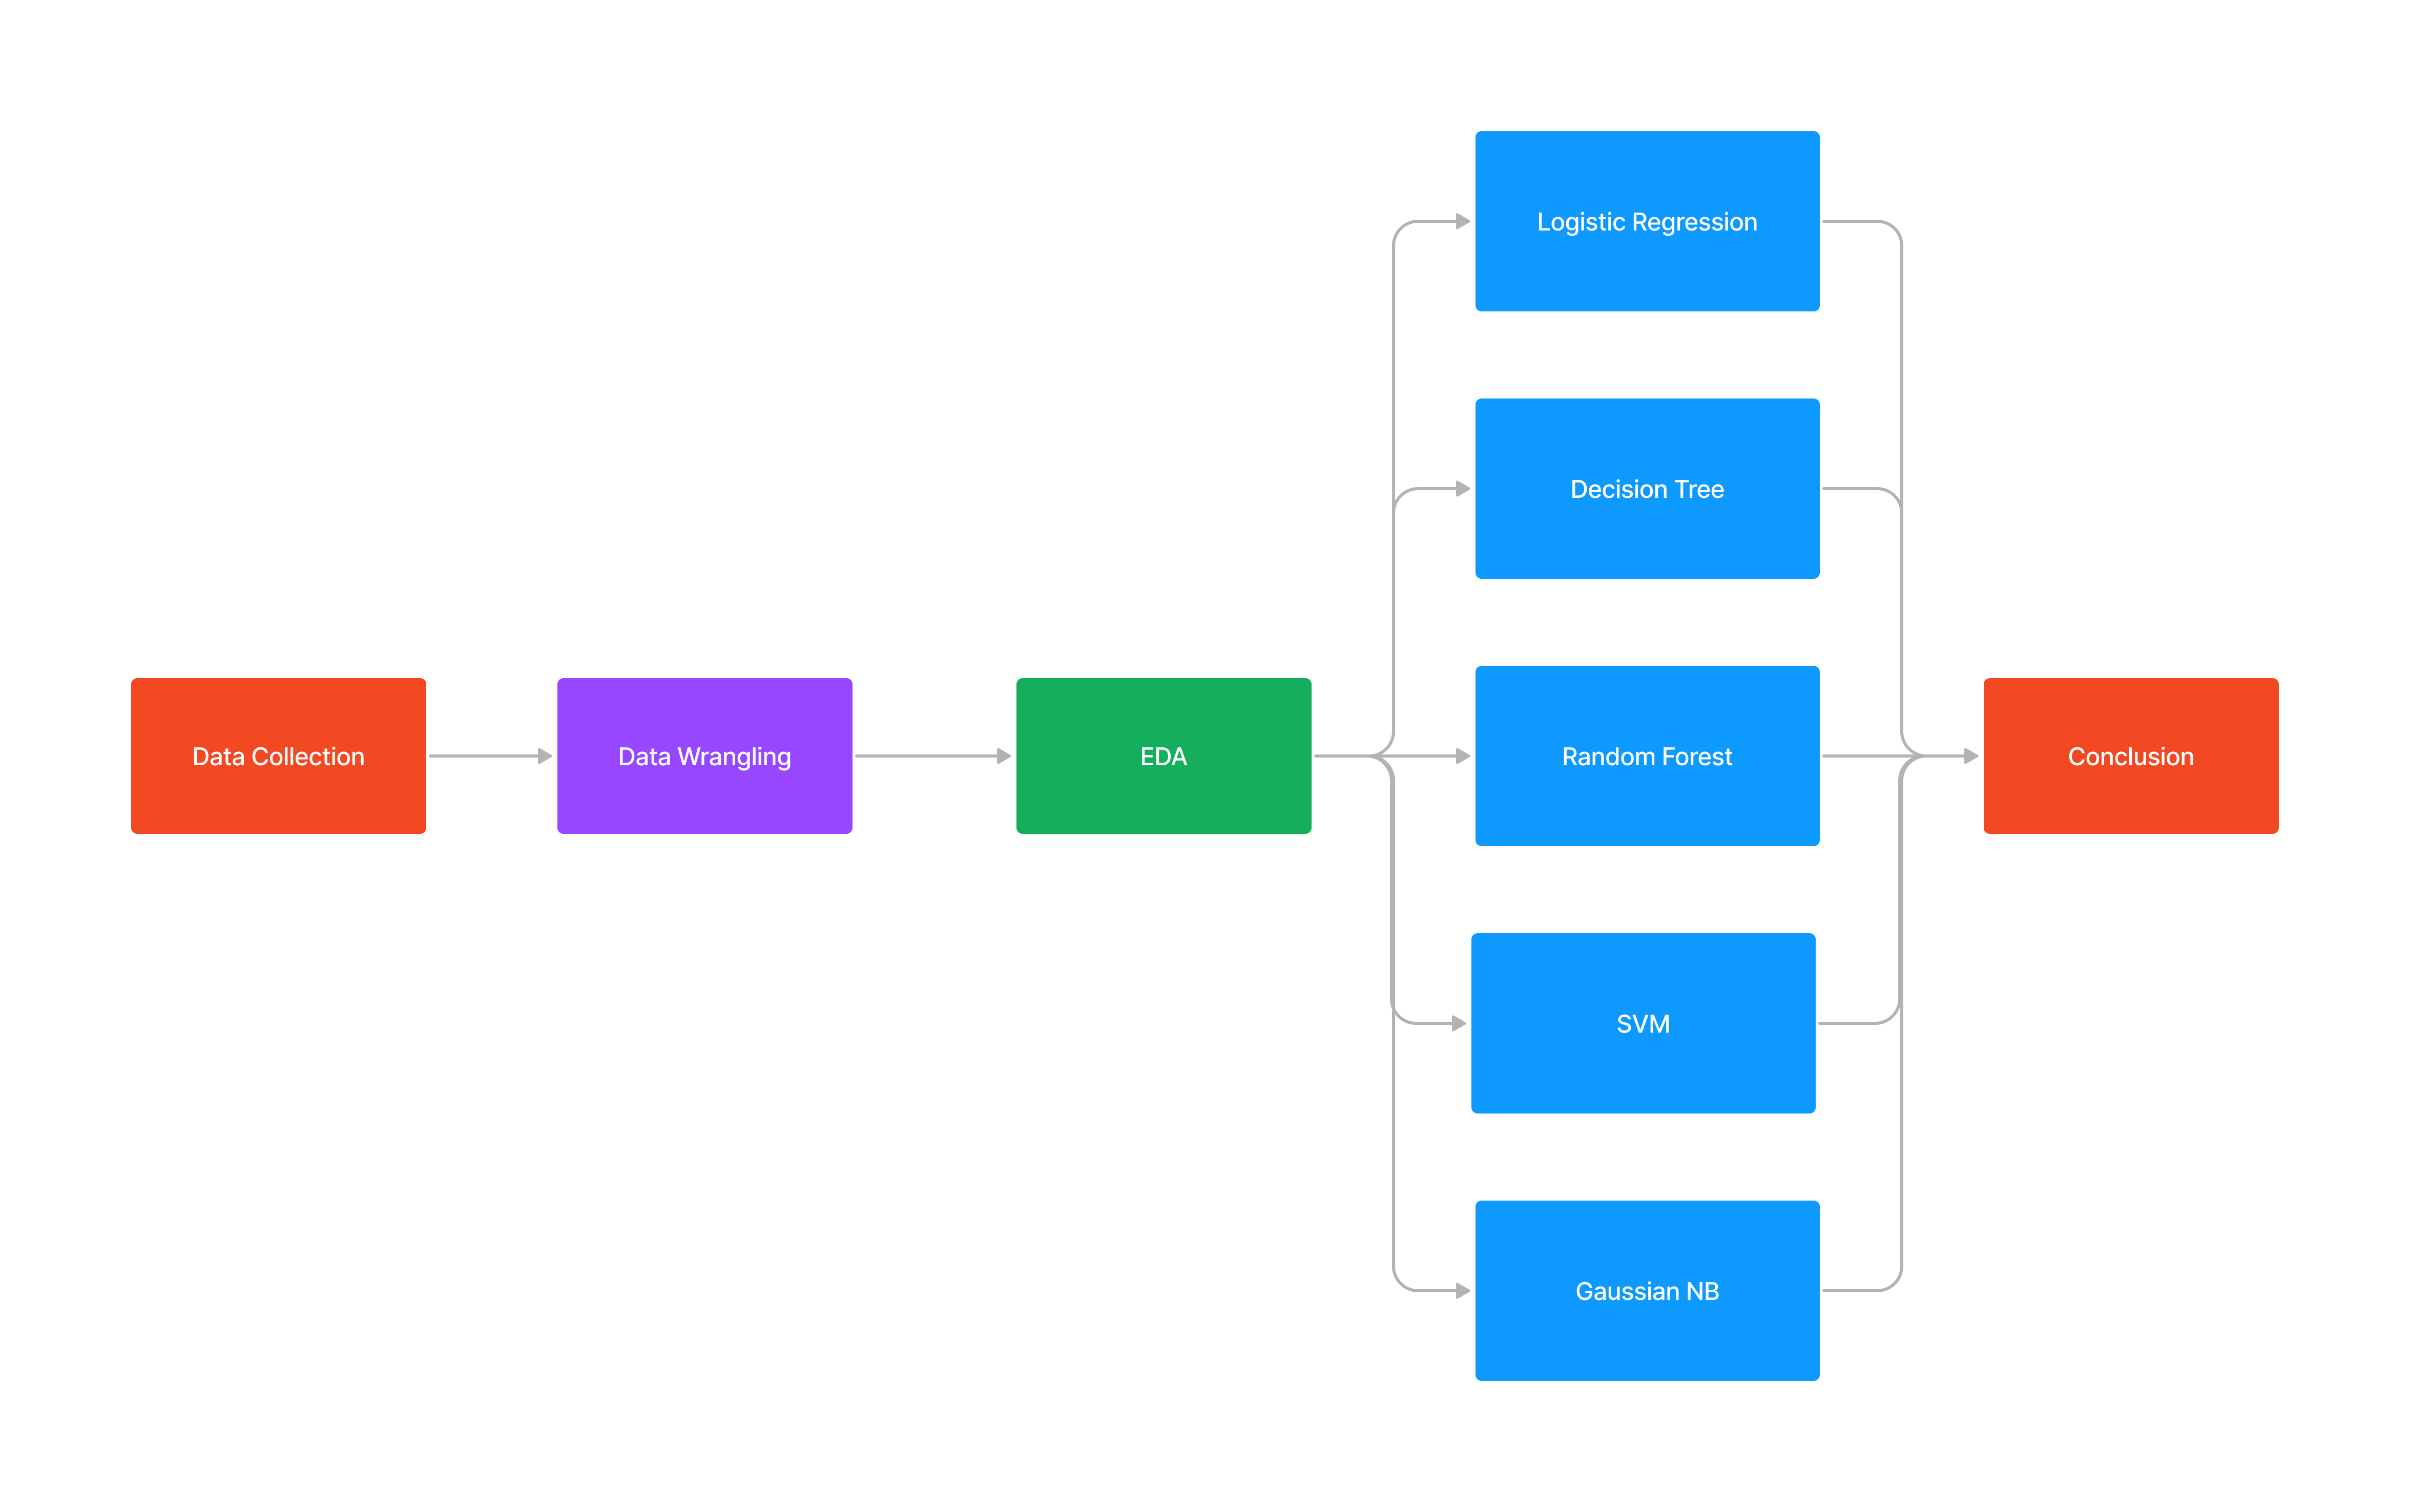 Data Collection
Data Wrangling
EDA
Logistic Regression
Decision Tree
Random Forest
SVM
Gaussian NB
Conclusion